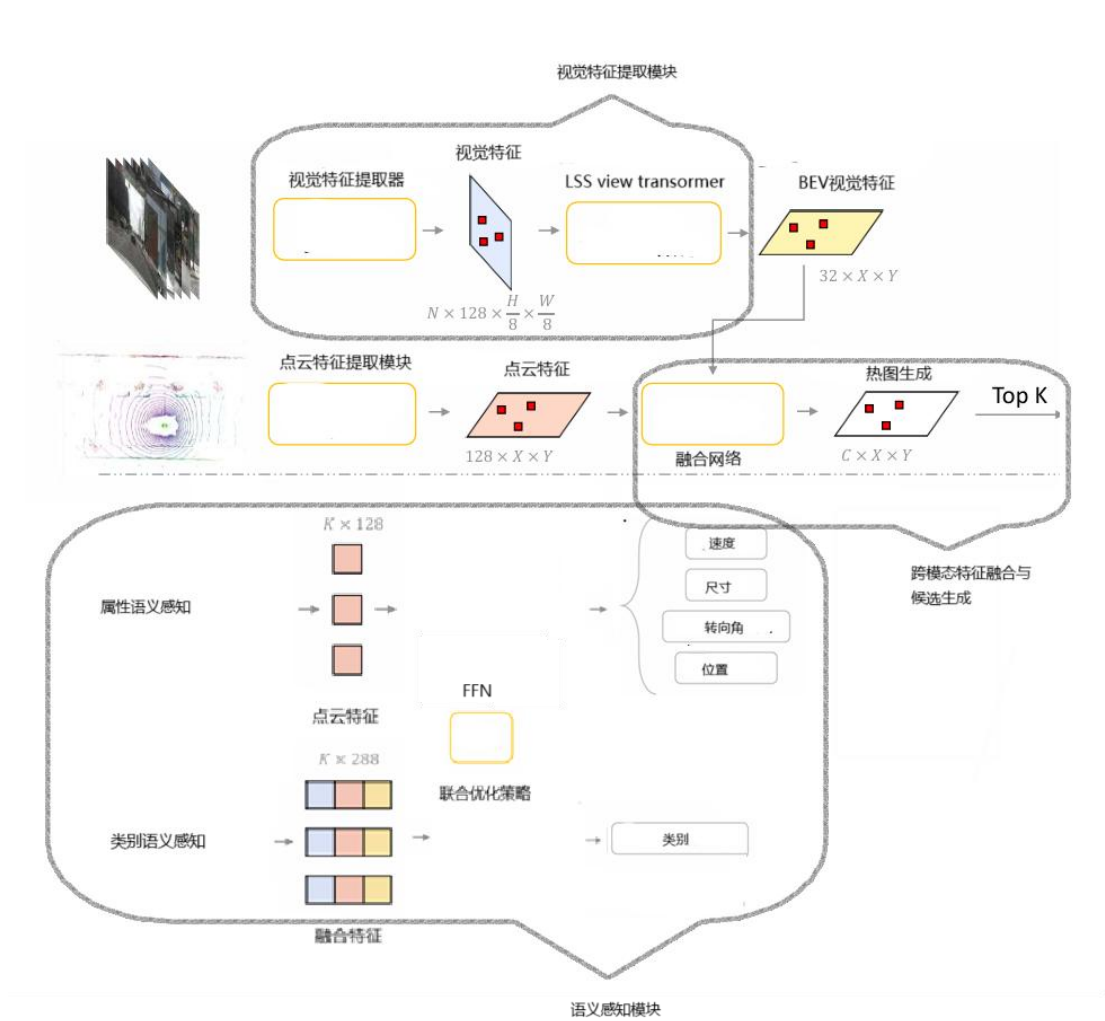 视觉特征提取模块
视觉特征
视觉特征提取器
LSS view transormer
BEV视觉特征
N × 128 × H/8 × W/8
32 × X × Y
点云特征提取模块
点云特征
热图生成
Top K
128 × X × Y
融合网络
C × X × Y
K × 128
速度
尺寸
转向角
位置
属性语义感知
跨模态特征融合与
候选生成
点云特征
FFN
K × 288
联合优化策略
类别语义感知
类别
融合特征
语义感知模块